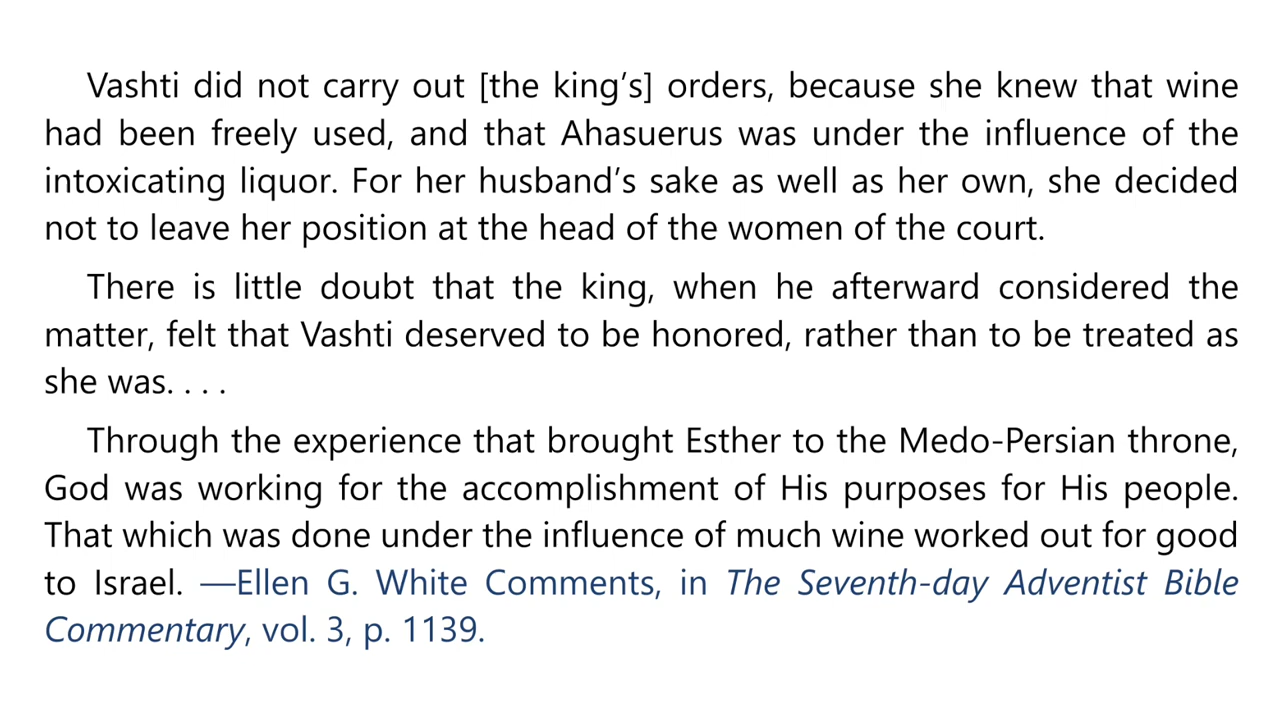 Vashti did not carry out [the king’s] orders, because she knew that wine
had been freely used, and that Ahasuerus was under the influence of the
intoxicating liquor. For her husband’s sake as well as her own, she decided
not to leave her position at the head of the women of the court.
There is little doubt that the king, when he afterward considered the
matter, felt that Vashti deserved to be honored, rather than to be treated as
she was. . . .
Through the experience that brought Esther to the Medo-Persian throne,
God was working for the accomplishment of His purposes for His people.
That which was done under the influence of much wine worked out for good
to Israel. —Ellen G. White Comments, in The Seventh-day Adventist Bible
Commentary, vol. 3, p. 1139.